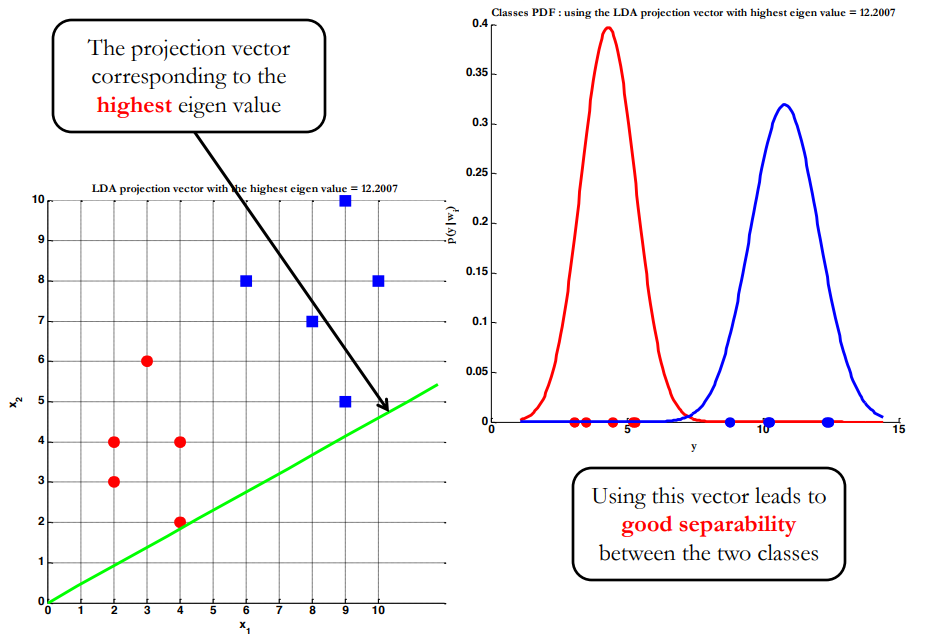 The projection vector
corresponding to the
highest eigen value
LDA projection vector with the highest eigen value = 12.2007
10
9
8
7
6
5
4
3
2
1
0
x2
0 1 2 3 4 5 6 7 8 9 10
x1
Classes PDF : using the LDA projection vector with highest eigen value = 12.2007
0.4
0.35
0.3
0.25
0.2
0.15
0.1
0.05
0
p(y|wi)
0 5 10 15
y
Using this vector leads to
good separability
between the two classes